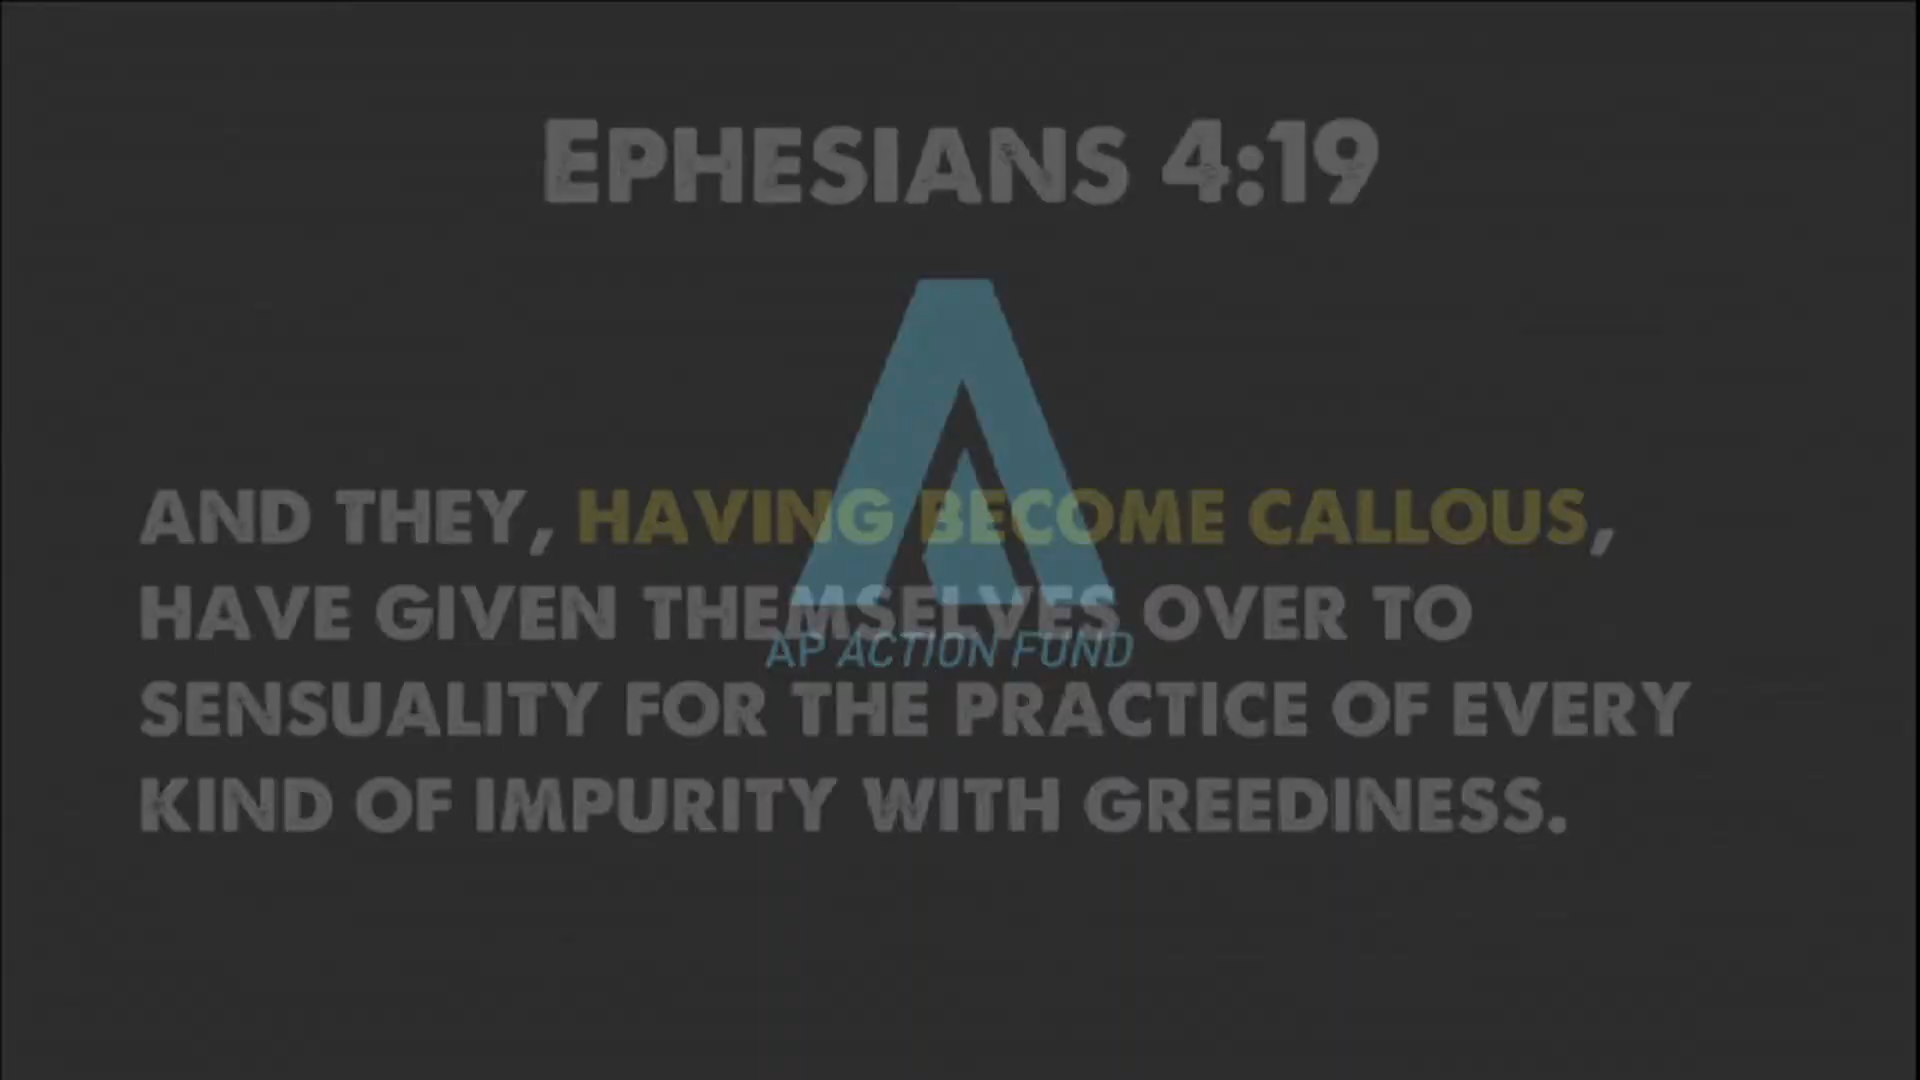 EPHESIANS 4:19
AND THEY, HAVING BECOME CALLOUS,
HAVE GIVEN THEMSELVES OVER TO
AP ACTION FUND
SENSUALITY FOR THE PRACTICE OF EVERY
KIND OF IMPURITY WITH GREEDINESS.